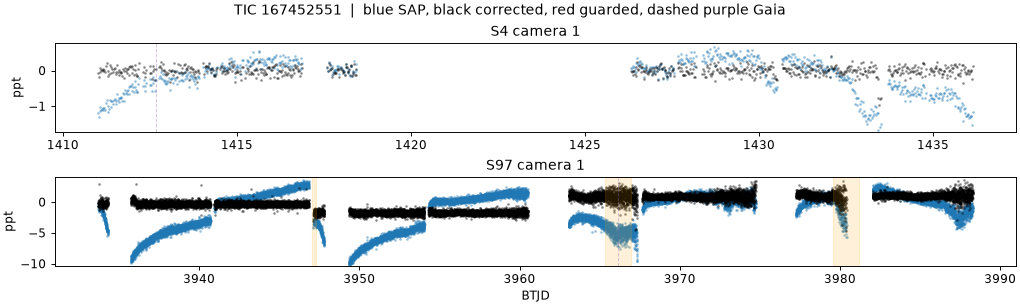 TIC 167452551 | blue SAP, black corrected, red guarded, dashed purple Gaia
S4 camera 1
ppt
0
−1
1410 1415 1420 1425 1430 1435
S97 camera 1
ppt
0
−5
−10
3940 3950 3960 3970 3980 3990
BTJD